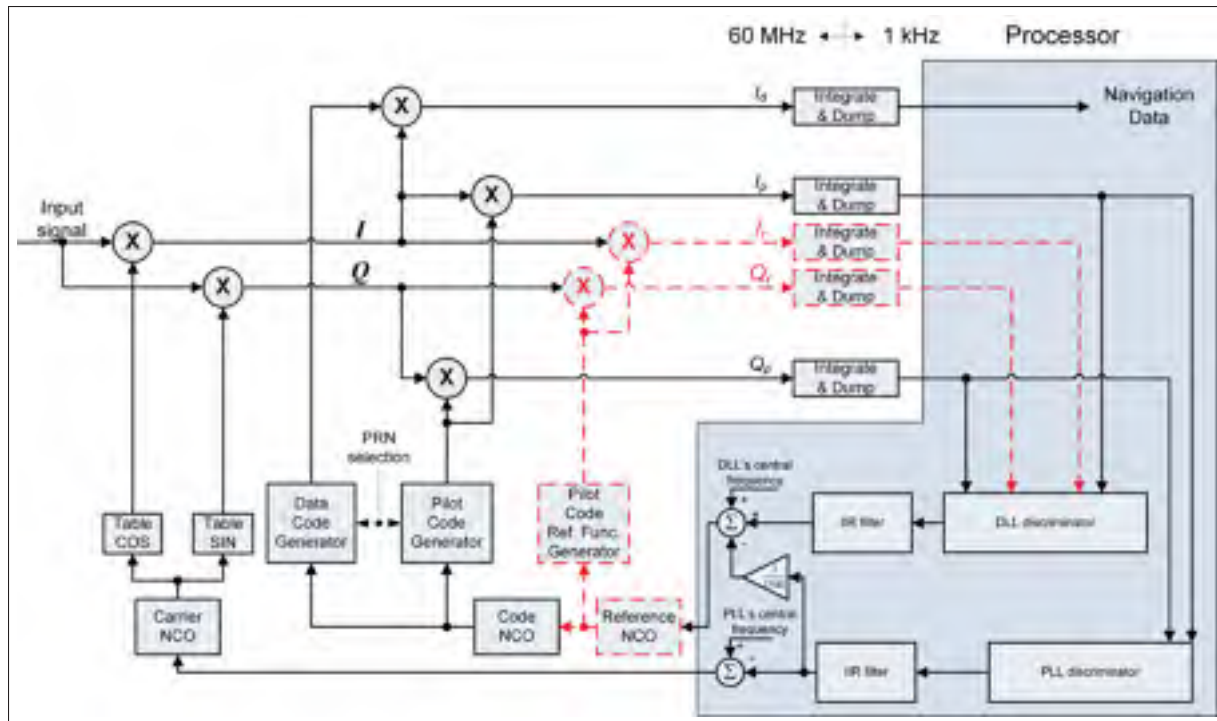 60 MHz 1 kHz Processor
Integrate
& Dump
Navigation
Data
Integrate
& Dump
Input
signal
X
X
X
X
X
X
X
I
Q
Integrate
& Dump
Integrate
& Dump
Integrate
& Dump
PRN
selection
DLL's central
frequency
Data
Code
Generator
Pilot
Code
Generator
Pilot
Code
Ref. Func.
Generator
Table
COS
Table
SIN
Σ
IIR filter
DLL discriminator
Carrier
NCO
Code
NCO
Reference
NCO
PLL's central
frequency
Σ
IIR filter
PLL discriminator